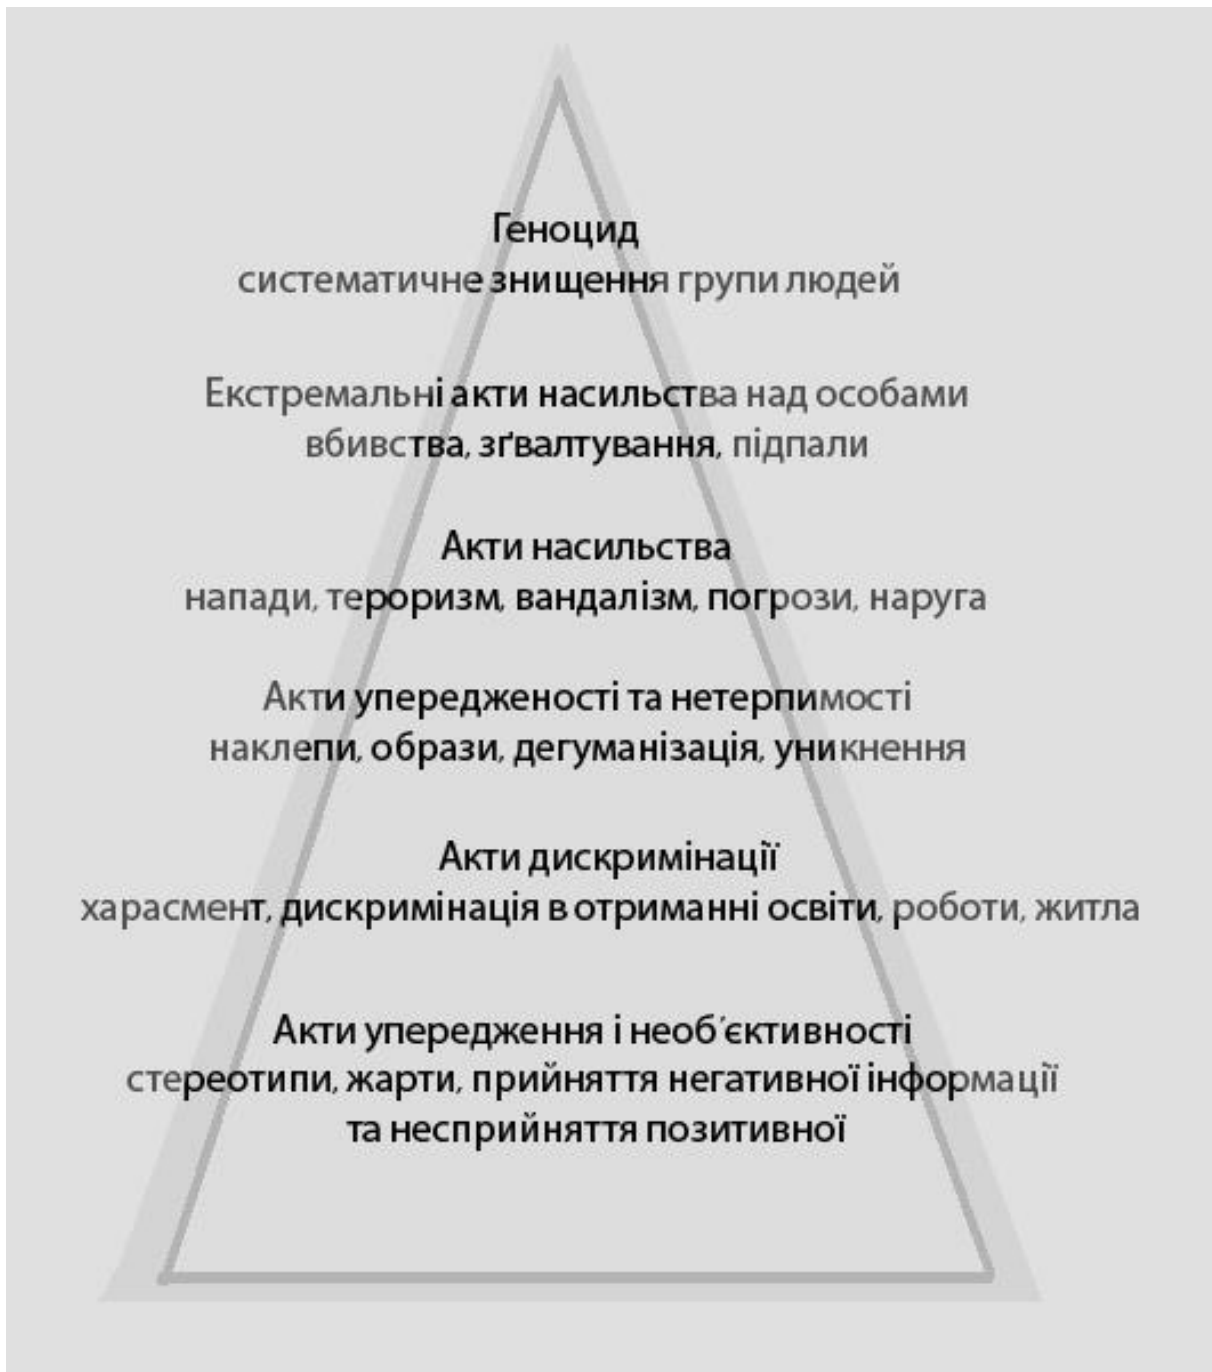 Геноцид
систематичне знищення групи людей
Екстремальні акти насильства над особами
вбивства, зґвалтування, підпали
Акти насильства
напади, тероризм, вандалізм, погрози, наруга
Акти упередженості та нетерпимості
наклепи, образи, дегуманізація, уникнення
Акти дискримінації
харасмент, дискримінація в отриманні освіти, роботи, житла
Акти упередження і необ΄єктивності
стереотипи, жарти, прийняття негативної інформації
та несприйняття позитивної